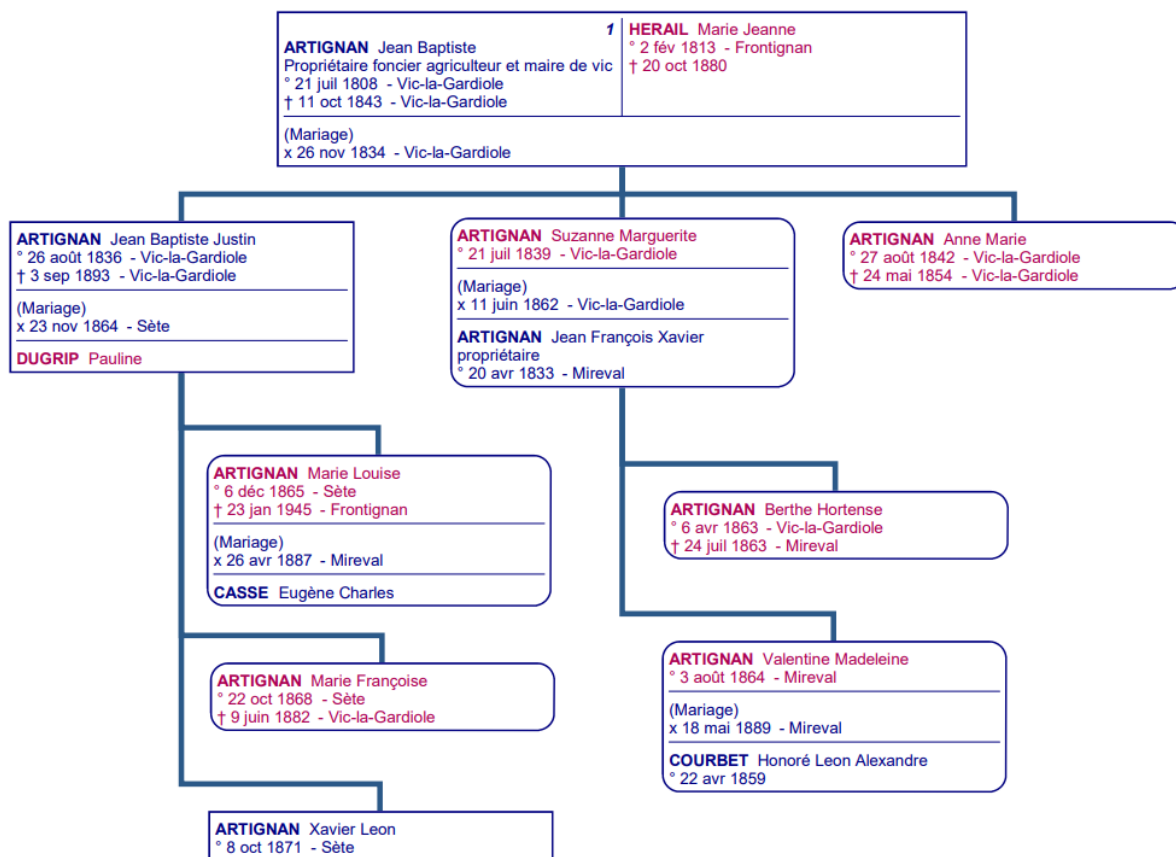 1
ARTIGNAN Jean Baptiste
Propriétaire foncier agriculteur et maire de vic
° 21 juil 1808 - Vic-la-Gardiole
† 11 oct 1843 - Vic-la-Gardiole
HERAIL Marie Jeanne
° 2 fév 1813 - Frontignan
† 20 oct 1880
(Mariage)
x 26 nov 1834 - Vic-la-Gardiole
ARTIGNAN Jean Baptiste Justin
° 26 août 1836 - Vic-la-Gardiole
† 3 sep 1893 - Vic-la-Gardiole
(Mariage)
x 23 nov 1864 - Sète
DUGRIP Pauline
ARTIGNAN Suzanne Marguerite
° 21 juil 1839 - Vic-la-Gardiole
(Mariage)
x 11 juin 1862 - Vic-la-Gardiole
ARTIGNAN Jean François Xavier
propriétaire
° 20 avr 1833 - Mireval
ARTIGNAN Anne Marie
° 27 août 1842 - Vic-la-Gardiole
† 24 mai 1854 - Vic-la-Gardiole
ARTIGNAN Marie Louise
° 6 déc 1865 - Sète
† 23 jan 1945 - Frontignan
(Mariage)
x 26 avr 1887 - Mireval
CASSE Eugène Charles
ARTIGNAN Berthe Hortense
° 6 avr 1863 - Vic-la-Gardiole
† 24 juil 1863 - Mireval
ARTIGNAN Marie Françoise
° 22 oct 1868 - Sète
† 9 juin 1882 - Vic-la-Gardiole
ARTIGNAN Valentine Madeleine
° 3 août 1864 - Mireval
(Mariage)
x 18 mai 1889 - Mireval
COURBET Honoré Leon Alexandre
° 22 avr 1859
ARTIGNAN Xavier Leon
° 8 oct 1871 - Sète